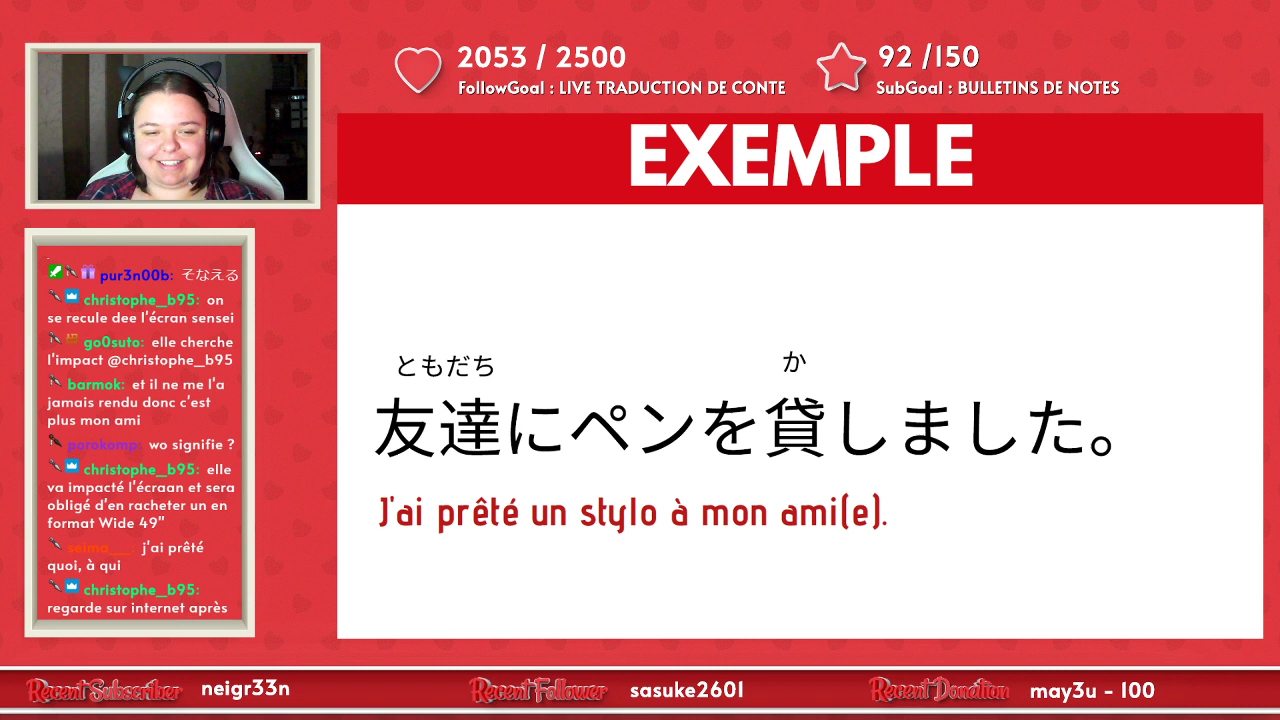 2053 / 2500
FollowGoal : LIVE TRADUCTION DE CONTE
92 /150
SubGoal : BULLETINS DE NOTES
EXEMPLE
ともだち か
友達にペンを貸しました。
J'ai prêté un stylo à mon ami(e).
pur3n00b: そなえる
christophe_b95: on
se recule dee l'écran sensei
go0suto: elle cherche
l'impact @christophe_b95
barmok: et il ne me l'a
jamais rendu donc c'est
plus mon ami
porokomp: wo signifie ?
christophe_b95: elle
va impacté l'écraan et sera
obligé d'en racheter un en
format Wide 49"
seima___: j'ai prêté
quoi, à qui
christophe_b95:
regarde sur internet après
Recent Subscriber neigr33n
Recent Follower sasuke2601
Recent Donation may3u - 100